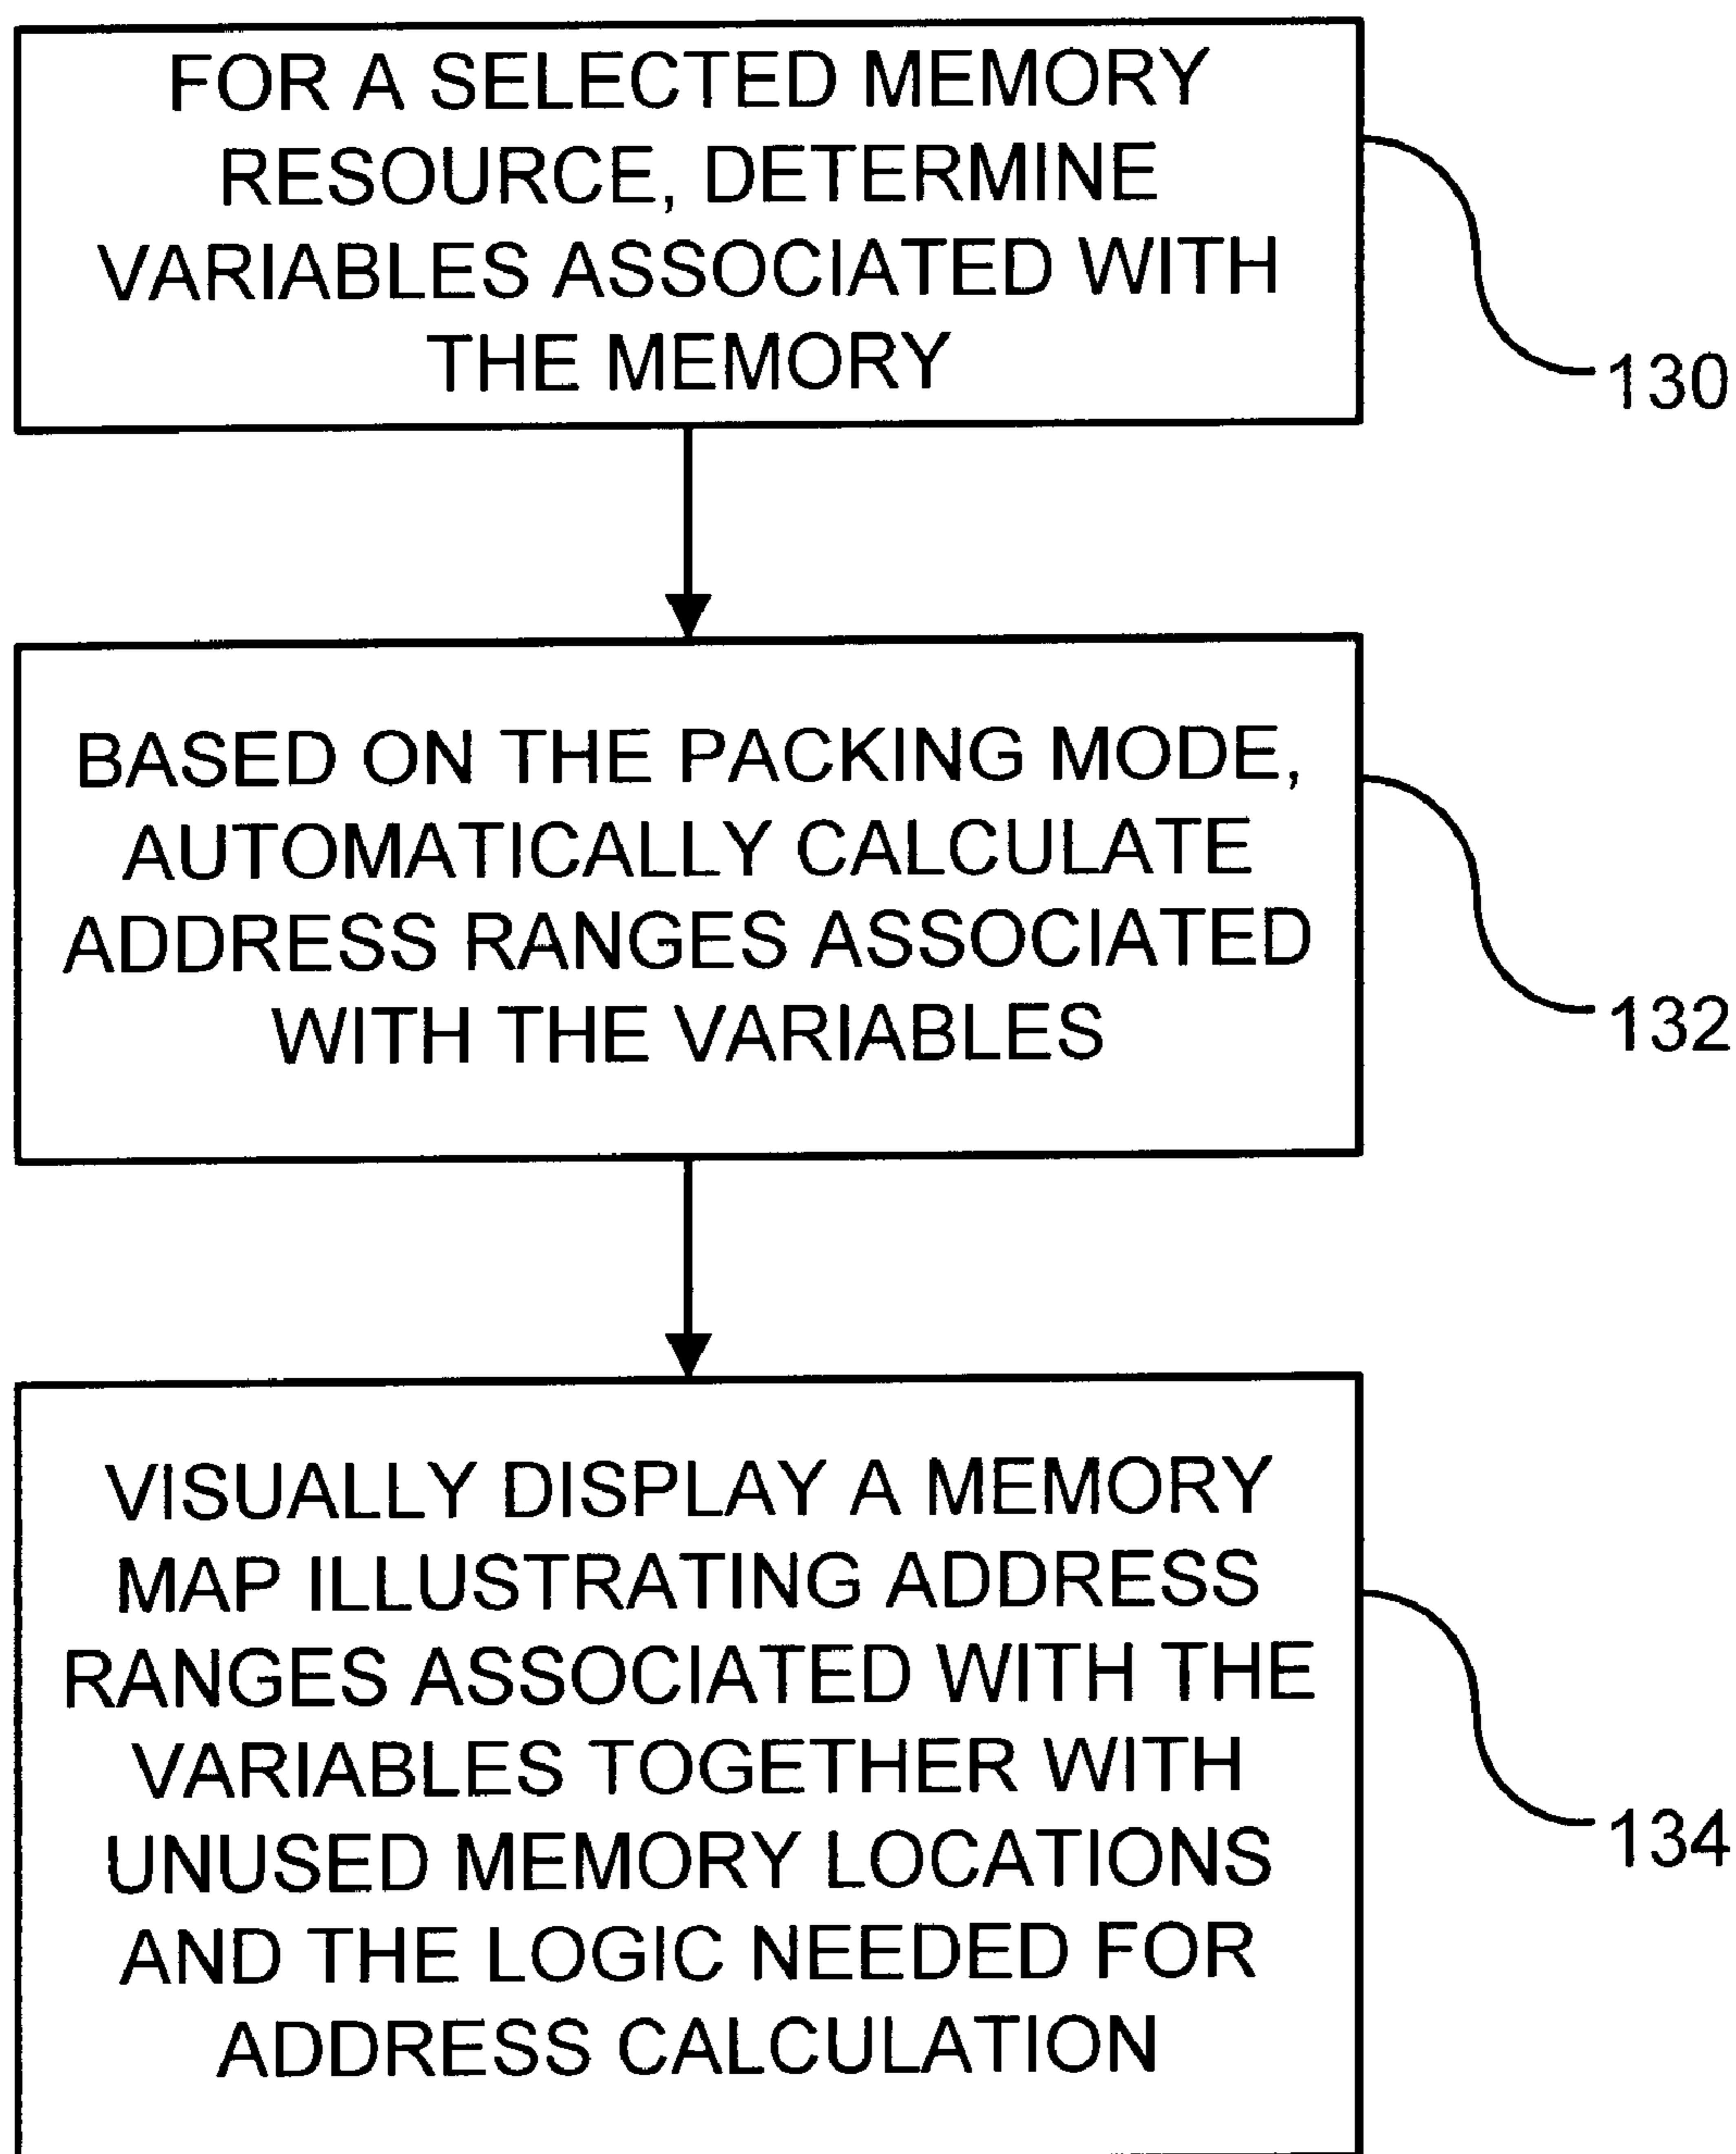 FOR A SELECTED MEMORY
RESOURCE, DETERMINE
VARIABLES ASSOCIATED WITH
THE MEMORY
130
BASED ON THE PACKING MODE,
AUTOMATICALLY CALCULATE
ADDRESS RANGES ASSOCIATED
WITH THE VARIABLES
132
VISUALLY DISPLAY A MEMORY
MAP ILLUSTRATING ADDRESS
RANGES ASSOCIATED WITH THE
VARIABLES TOGETHER WITH
UNUSED MEMORY LOCATIONS
AND THE LOGIC NEEDED FOR
ADDRESS CALCULATION
134